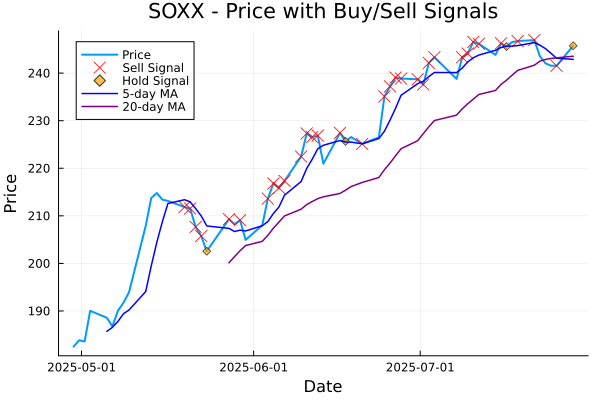 SOXX - Price with Buy/Sell Signals
Price
Sell Signal
Hold Signal
5-day MA
20-day MA
240
230
220
210
200
190
Price
2025-05-01
2025-06-01
2025-07-01
Date